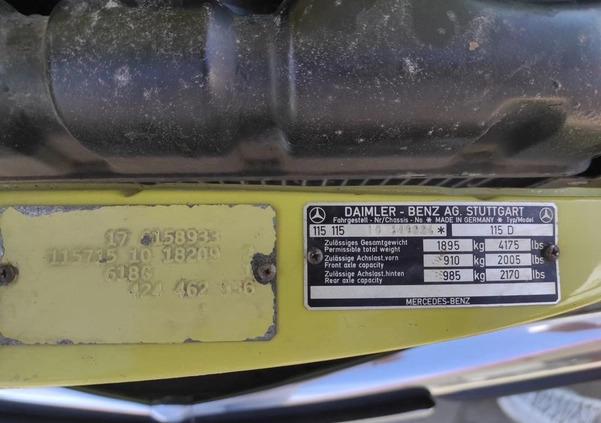 17 6158933
115715 10 18209
618G
424 462
DAIMLER - BENZ AG. STUTTGART
Fahrgestell - Nr/Chassis - No * MADE IN GERMANY * Typ/Model
115 115 10 * 115 D
Zulässiges Gesamtgewicht
Permissible total weight 1895 kg 4175 lbs
Zulässige Achslast, vorn
Front axle capacity 910 kg 2005 lbs
Zulässige Achslast, hinten
Rear axle capacity 985 kg 2170 lbs
MERCEDES-BENZ